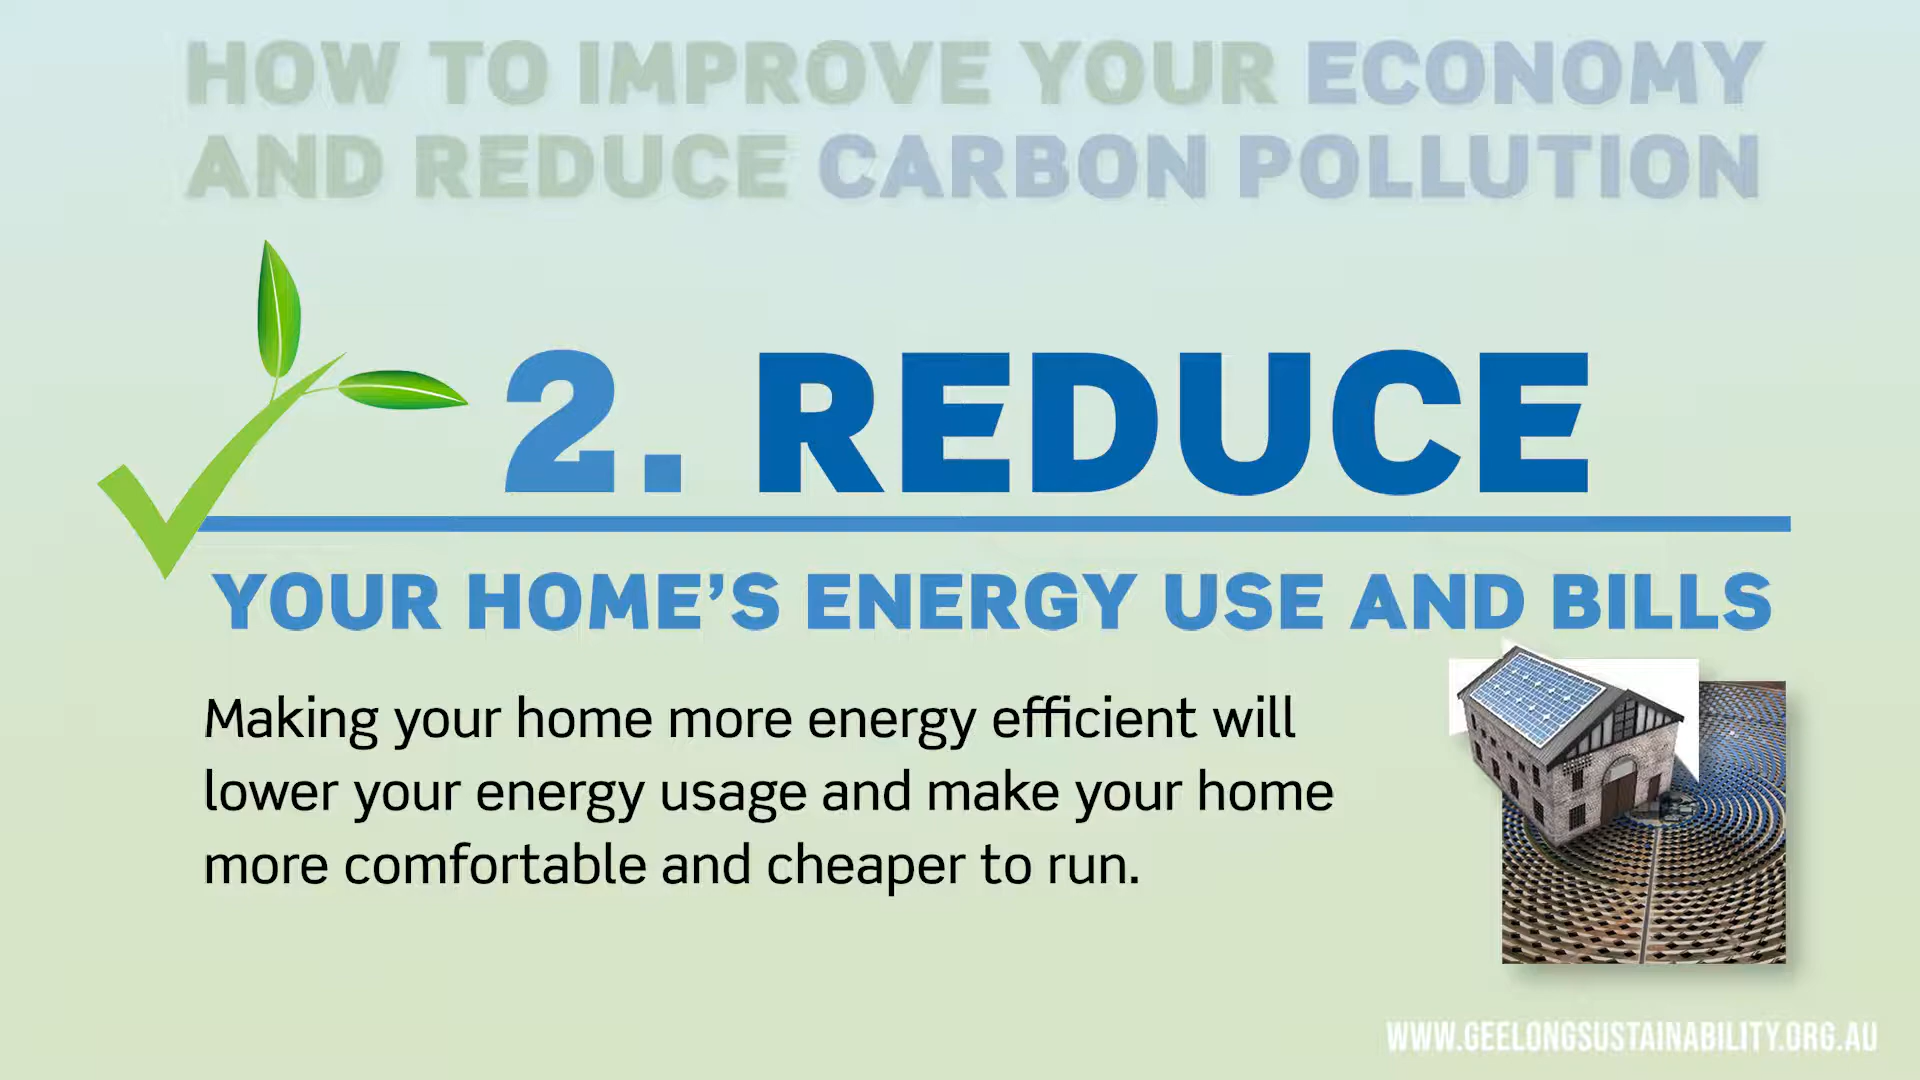 HOW TO IMPROVE YOUR ECONOMY
AND REDUCE CARBON POLLUTION
2. REDUCE
YOUR HOME’S ENERGY USE AND BILLS
Making your home more energy efficient will
lower your energy usage and make your home
more comfortable and cheaper to run.
WWW.GEELONGSUSTAINABILITY.ORG.AU